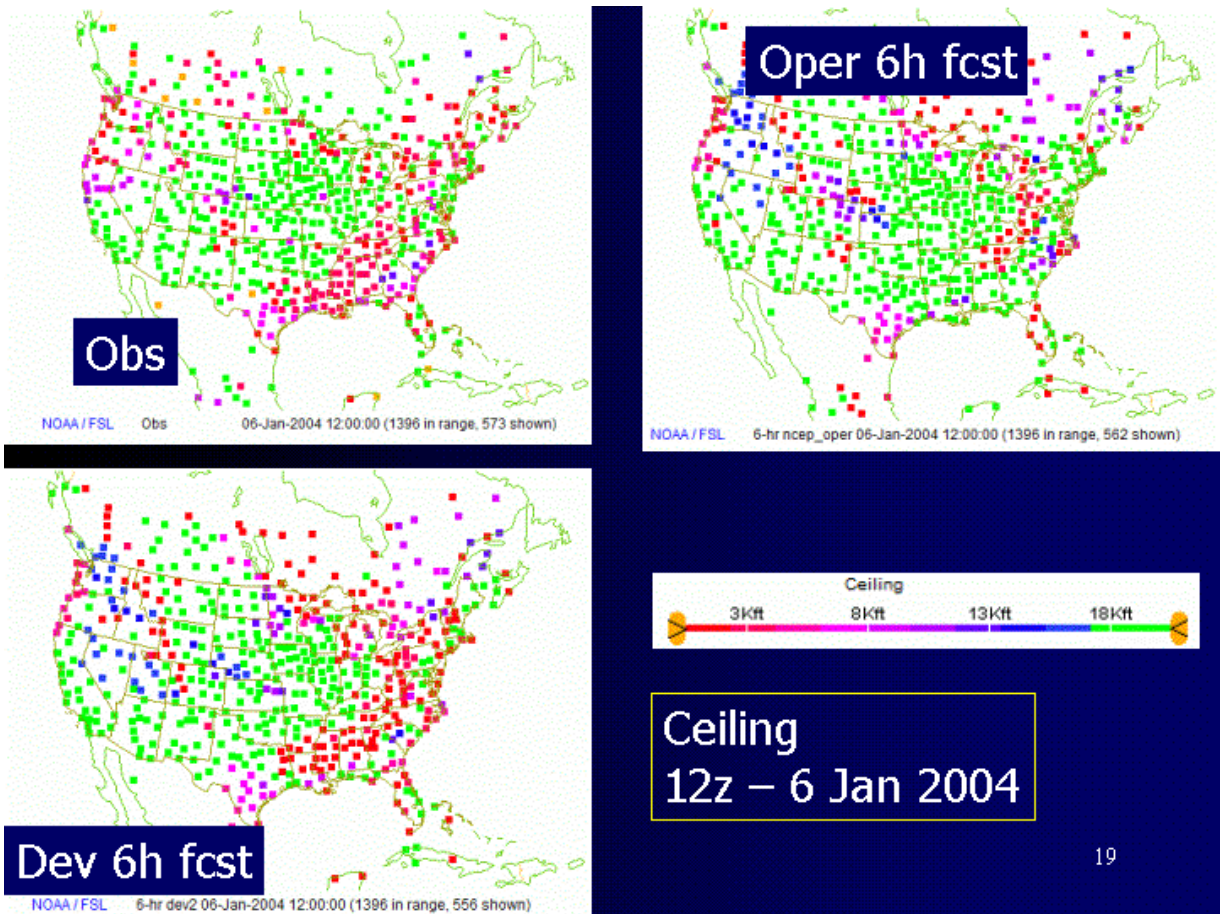 Oper 6h fcst
Obs
NOAA / FSL Obs 06-Jan-2004 12:00:00 (1396 in range, 573 shown)
NOAA / FSL 6-hr ncep_oper 06-Jan-2004 12:00:00 (1396 in range, 562 shown)
Ceiling
3Kft 8Kft 13Kft 18Kft
Ceiling
12z – 6 Jan 2004
Dev 6h fcst
19
NOAA / FSL 6-hr dev2 06-Jan-2004 12:00:00 (1396 in range, 556 shown)